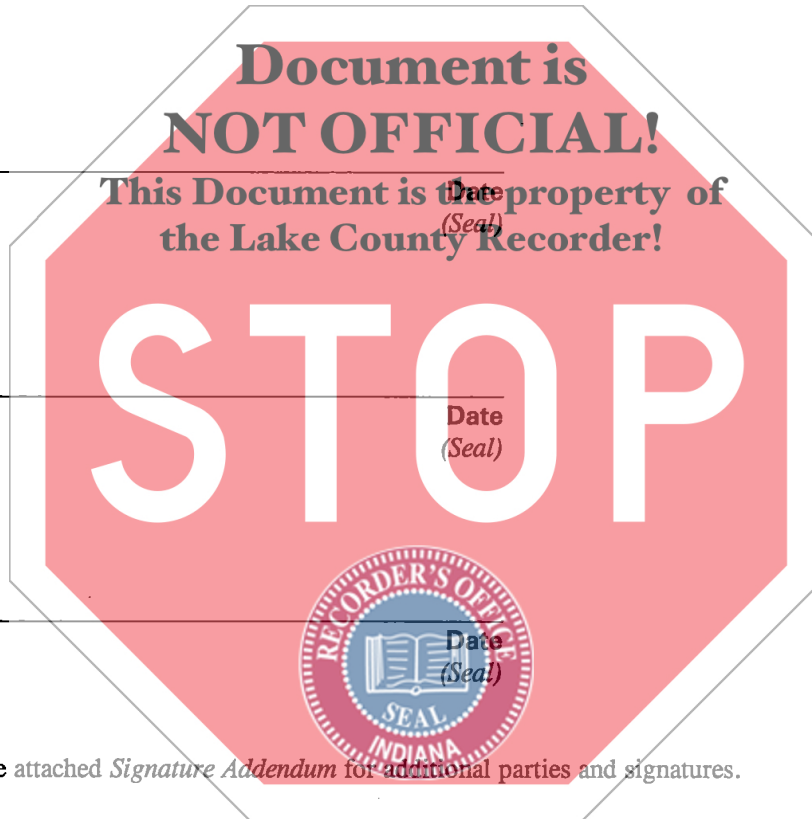 Document is
NOT OFFICIAL!
This Document is the property of
the Lake County Recorder!
Date
(Seal)
STOP
Date
(Seal)
RECORDER'S OFFICE
SEAL
INDIANA
Date
(Seal)
attached Signature Addendum for additional parties and signatures.